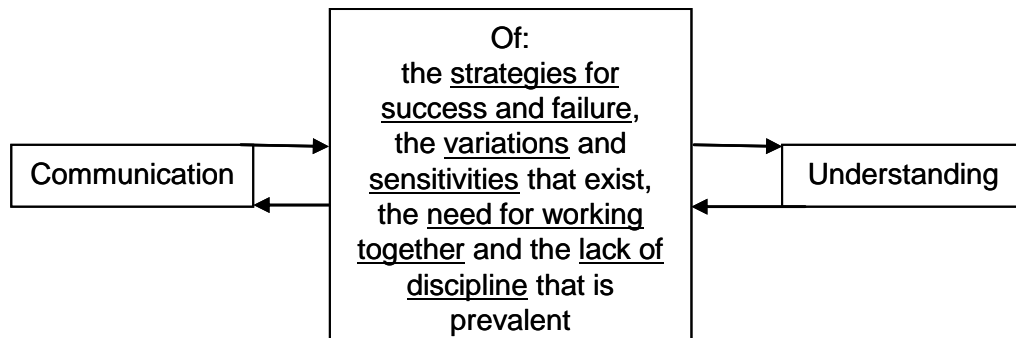 Communication
Of:
the strategies for
success and failure,
the variations and
sensitivities that exist,
the need for working
together and the lack of
discipline that is
prevalent
Understanding